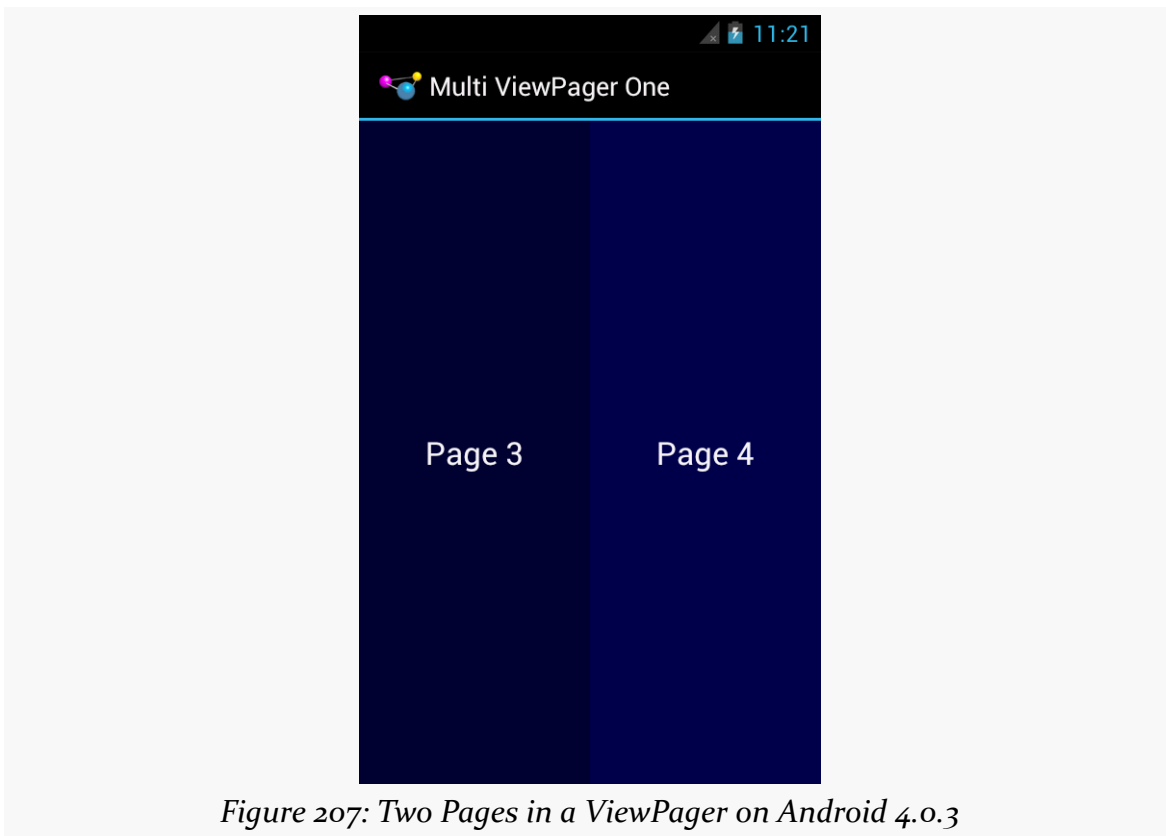 11:21
Multi ViewPager One
Page 3 Page 4
Figure 207: Two Pages in a ViewPager on Android 4.0.3